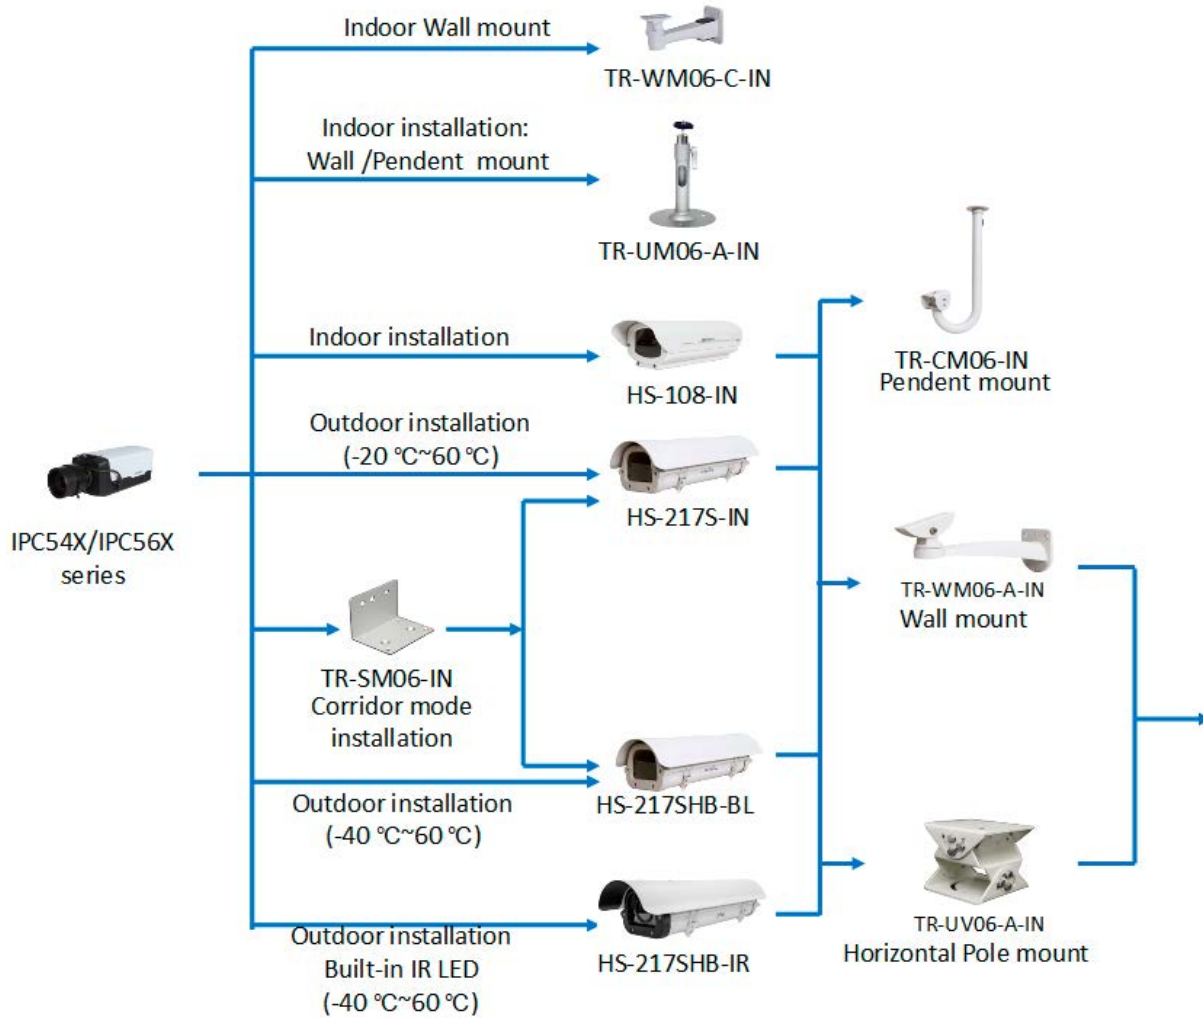 Indoor Wall mount
TR-WM06-C-IN
Indoor installation:
Wall /Pendent mount
TR-UM06-A-IN
Indoor installation
HS-108-IN
TR-CM06-IN
Pendent mount
Outdoor installation
(-20 ℃~60 ℃)
HS-217S-IN
IPC54X/IPC56X
series
TR-WM06-A-IN
Wall mount
TR-SM06-IN
Corridor mode
installation
Outdoor installation
(-40 ℃~60 ℃)
HS-217SHB-BL
Outdoor installation
Built-in IR LED
(-40 ℃~60 ℃)
HS-217SHB-IR
TR-UV06-A-IN
Horizontal Pole mount